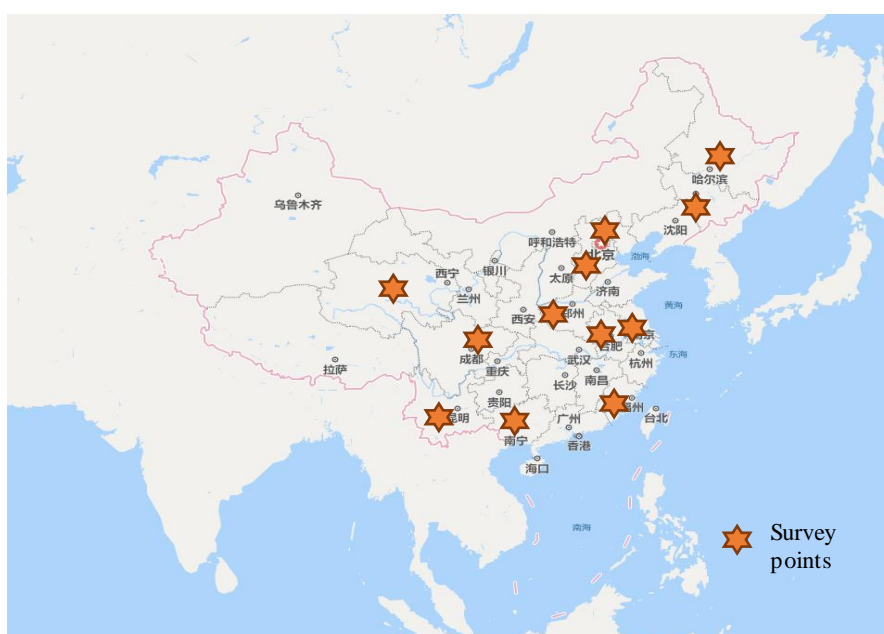 哈尔滨
乌鲁木齐
沈阳
呼和浩特
北京
渤海
银川
西宁
太原
兰州
济南
黄海
西安
郑州
京
合肥
成都
武汉
杭州
东海
拉萨
重庆
南昌
长沙
贵阳
福州
昆明
广州
台北
南宁
香港
海口
南海
Survey
points